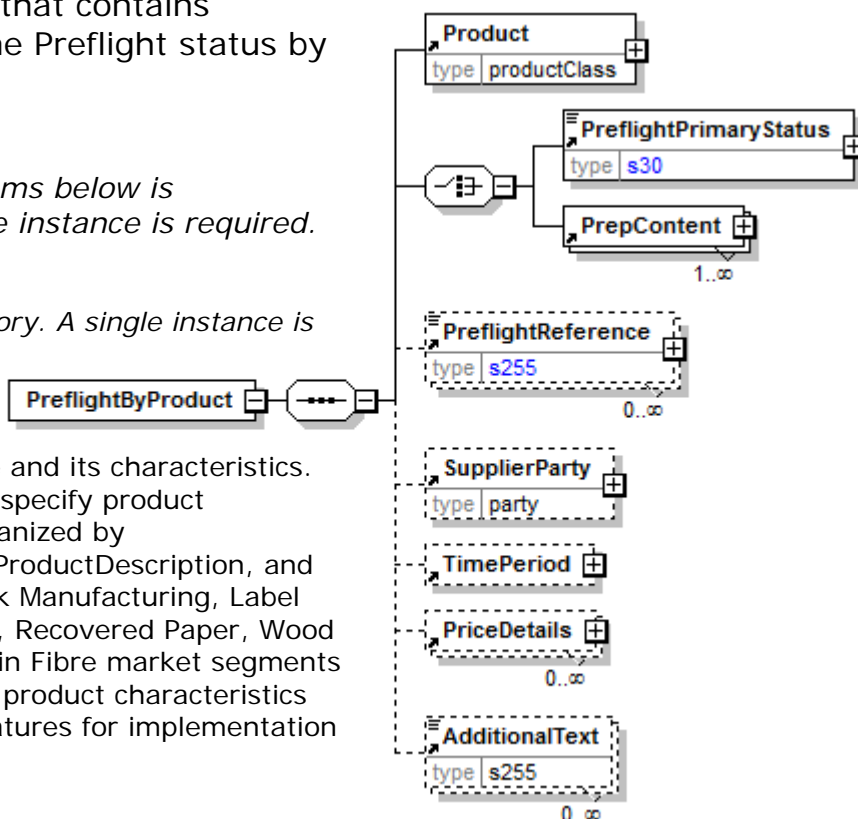 that contains
ne Preflight status by
ms below is
e instance is required.
ory. A single instance is
and its characteristics.
specify product
anized by
ProductDescription, and
k Manufacturing, Label
, Recovered Paper, Wood
in Fibre market segments
product characteristics
atures for implementation
PreflightByProduct
Product
type productClass
PreflightPrimaryStatus
type s30
PrepContent
1..∞
PreflightReference
type s255
0..∞
SupplierParty
type party
TimePeriod
PriceDetails
0..∞
AdditionalText
type s255
0..∞